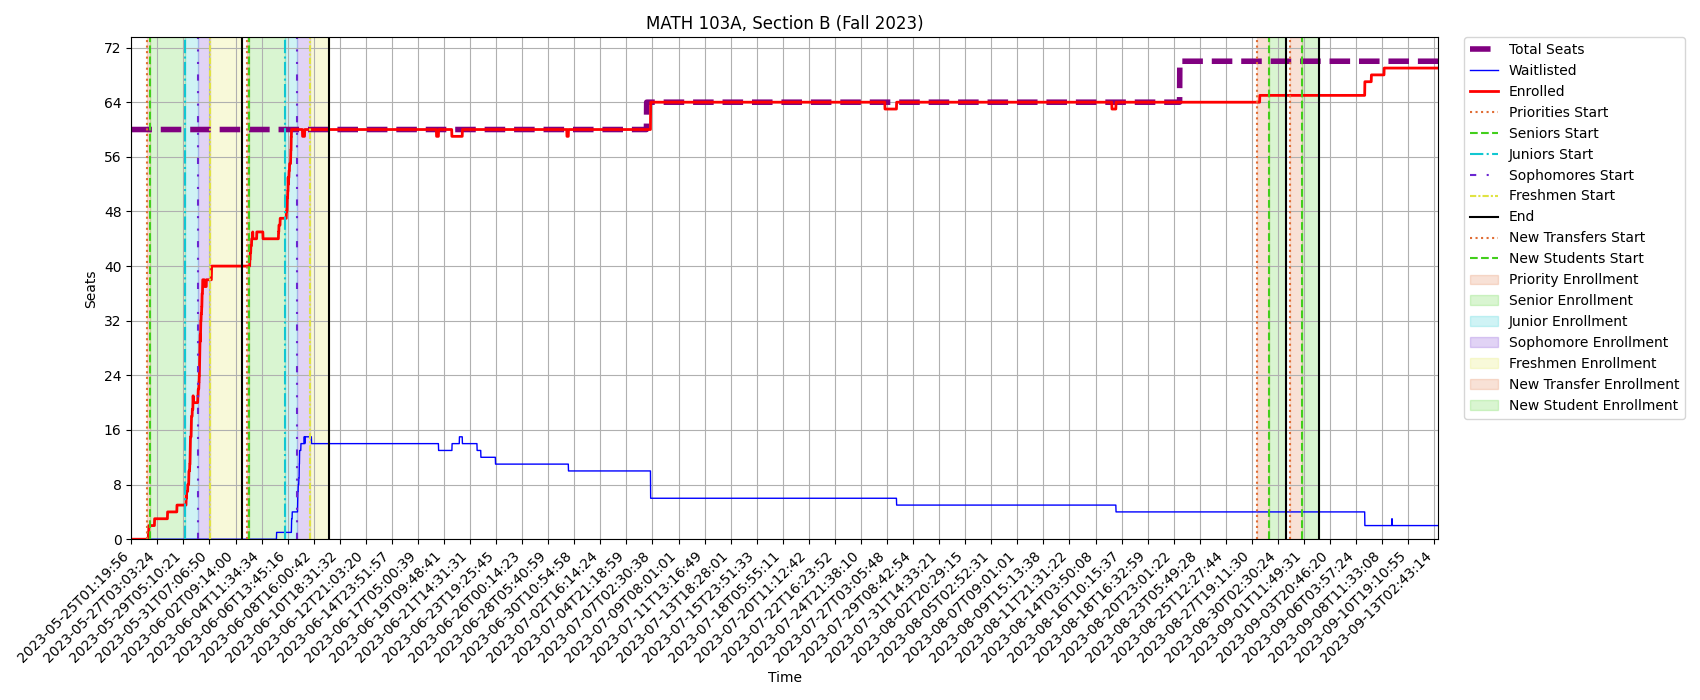 MATH 103A, Section B (Fall 2023)
Seats
72
64
56
48
40
32
24
16
8
0
2023-05-25T01:19:56
2023-05-27T03:03:24
2023-05-29T05:10:21
2023-05-31T07:06:50
2023-06-02T09:14:00
2023-06-04T11:34:34
2023-06-06T13:45:16
2023-06-08T16:00:42
2023-06-10T18:31:32
2023-06-12T21:03:20
2023-06-14T23:51:57
2023-06-17T05:00:39
2023-06-19T09:48:41
2023-06-21T14:31:31
2023-06-23T19:25:45
2023-06-26T00:14:23
2023-06-28T05:40:59
2023-06-30T10:54:58
2023-07-02T16:14:24
2023-07-04T21:18:59
2023-07-07T02:30:38
2023-07-09T08:01:01
2023-07-11T13:16:49
2023-07-13T18:28:01
2023-07-15T23:51:33
2023-07-18T05:55:11
2023-07-20T11:12:42
2023-07-22T16:23:52
2023-07-24T21:38:10
2023-07-27T03:05:48
2023-07-29T08:42:54
2023-07-31T14:33:21
2023-08-02T20:29:15
2023-08-05T02:52:31
2023-08-07T09:01:01
2023-08-09T15:13:38
2023-08-11T21:31:22
2023-08-14T03:50:08
2023-08-16T10:15:37
2023-08-18T16:32:59
2023-08-20T23:01:22
2023-08-23T05:49:28
2023-08-25T12:27:44
2023-08-27T19:11:30
2023-08-30T02:30:24
2023-09-01T11:49:31
2023-09-03T20:46:20
2023-09-06T03:57:24
2023-09-08T11:33:08
2023-09-10T19:10:55
2023-09-13T02:43:14
Time
Total Seats
Waitlisted
Enrolled
Priorities Start
Seniors Start
Juniors Start
Sophomores Start
Freshmen Start
End
New Transfers Start
New Students Start
Priority Enrollment
Senior Enrollment
Junior Enrollment
Sophomore Enrollment
Freshmen Enrollment
New Transfer Enrollment
New Student Enrollment